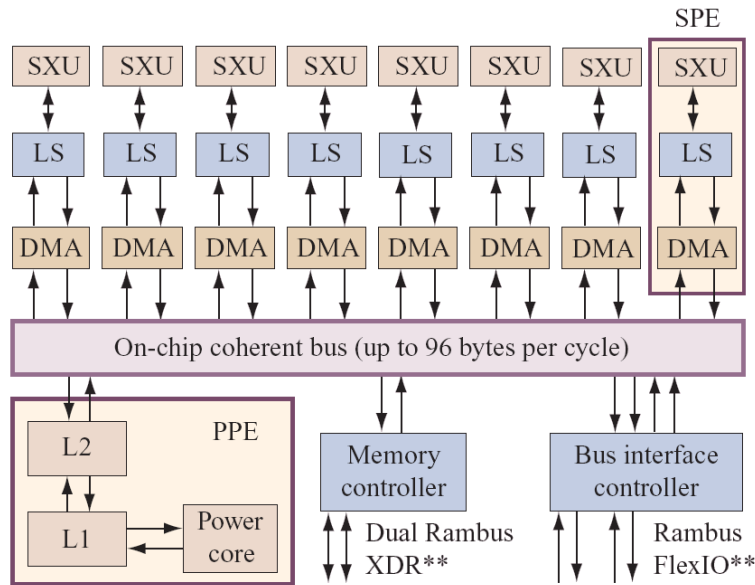 SPE
SXU SXU SXU SXU SXU SXU SXU SXU
LS LS LS LS LS LS LS LS
DMA DMA DMA DMA DMA DMA DMA DMA
On-chip coherent bus (up to 96 bytes per cycle)
PPE
L2
L1
Power
core
Memory
controller
Dual Rambus
XDR**
Bus interface
controller
Rambus
FlexIO**